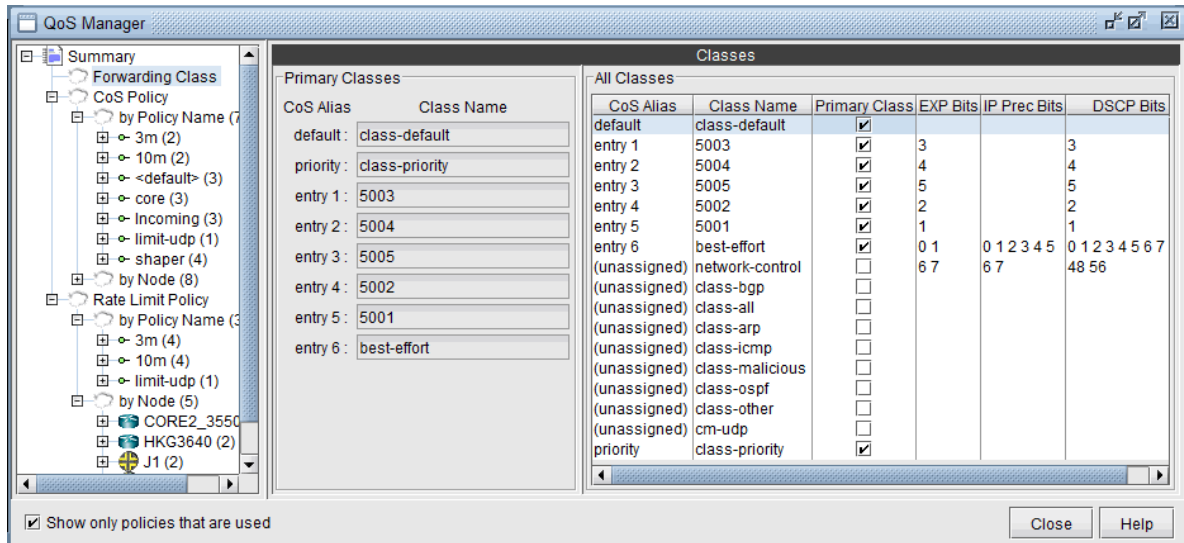 QoS Manager
Summary
Forwarding Class
CoS Policy
by Policy Name (7
3m (2)
10m (2)
<default> (3)
core (3)
Incoming (3)
limit-udp (1)
shaper (4)
by Node (8)
Rate Limit Policy
by Policy Name (3
3m (4)
10m (4)
limit-udp (1)
by Node (5)
CORE2_3550
HKG3640 (2)
J1 (2)
Classes
Primary Classes
CoS Alias Class Name
default : class-default
priority : class-priority
entry 1 : 5003
entry 2 : 5004
entry 3 : 5005
entry 4 : 5002
entry 5 : 5001
entry 6 : best-effort
All Classes
CoS Alias Class Name Primary Class EXP Bits IP Prec Bits DSCP Bits
default class-default
entry 1 5003 3 3
entry 2 5004 4 4
entry 3 5005 5 5
entry 4 5002 2 2
entry 5 5001 1 1
entry 6 best-effort 0 1 0 1 2 3 4 5 0 1 2 3 4 5 6 7
(unassigned) network-control 6 7 6 7 48 56
(unassigned) class-bgp
(unassigned) class-all
(unassigned) class-arp
(unassigned) class-icmp
(unassigned) class-malicious
(unassigned) class-ospf
(unassigned) class-other
(unassigned) cm-udp
priority class-priority
Show only policies that are used
Close Help